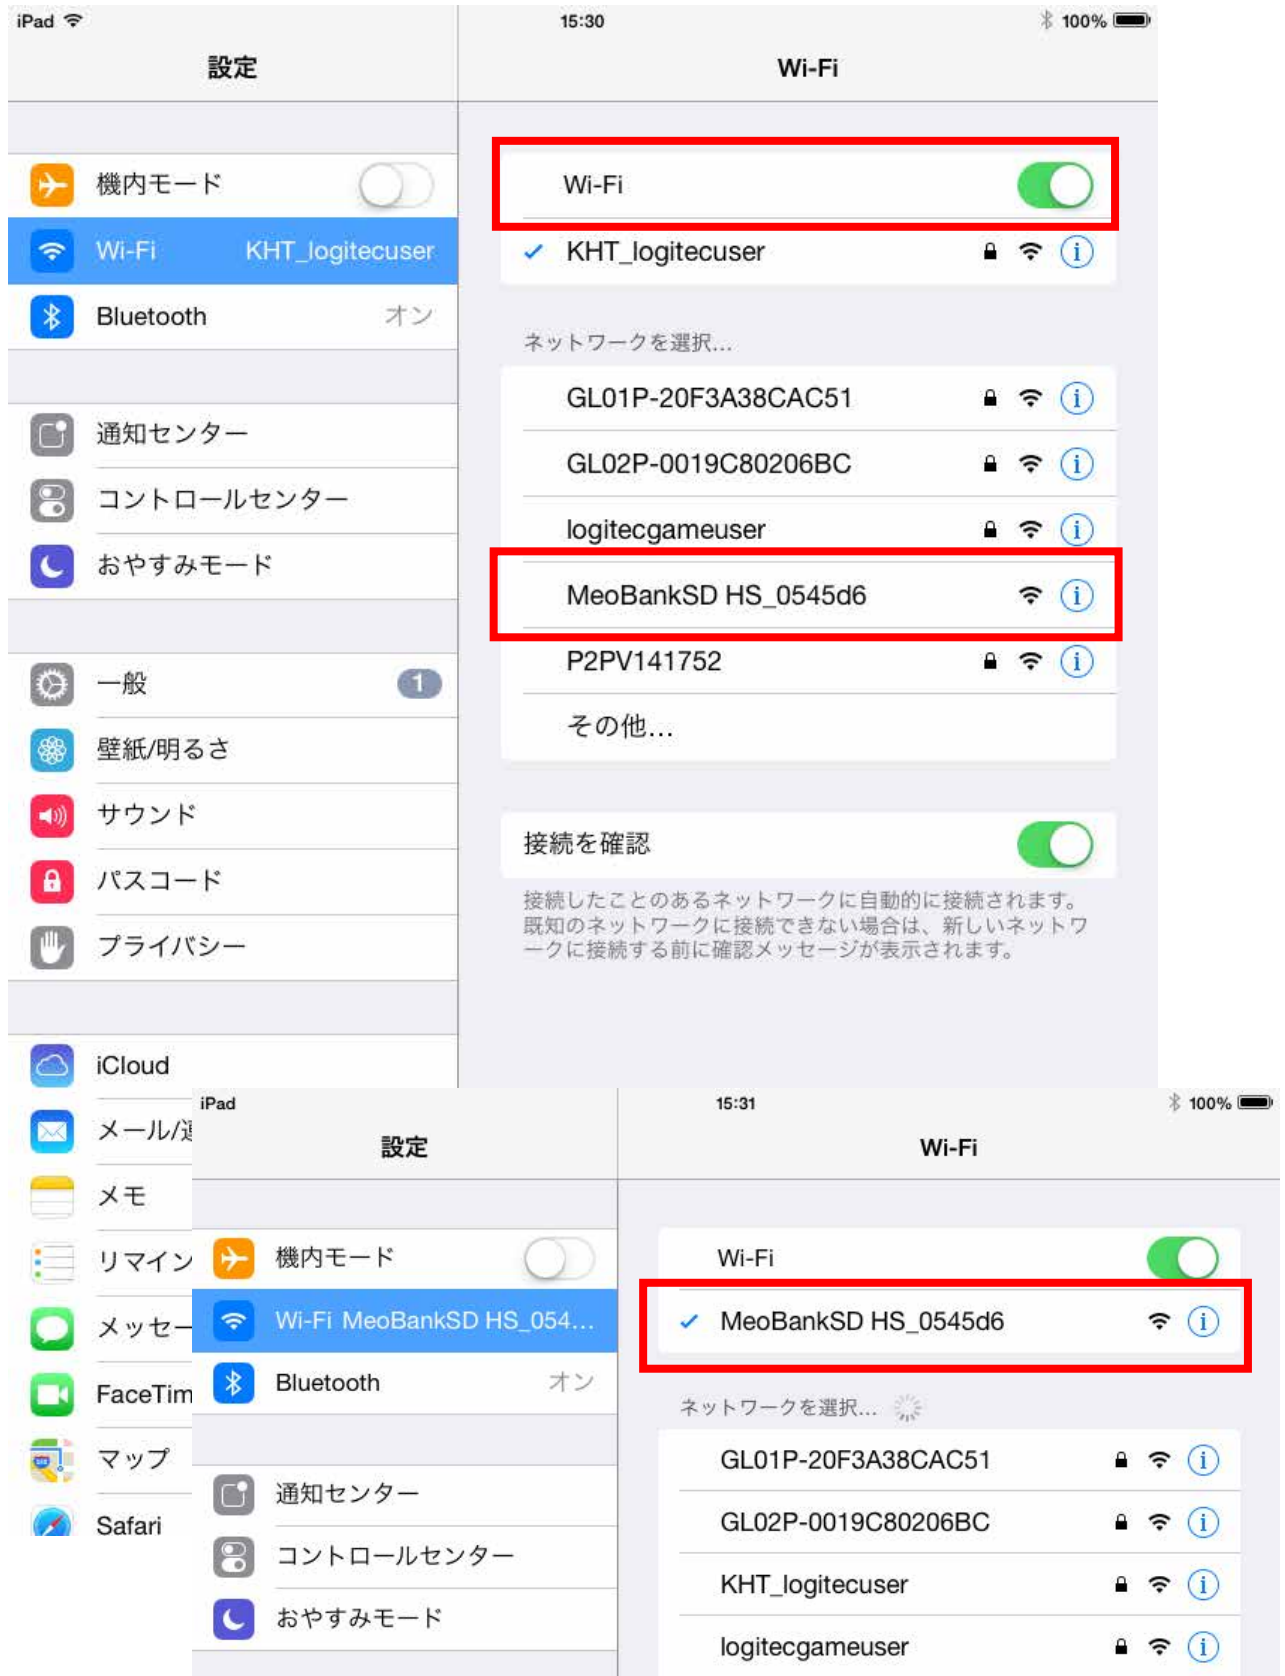 iPad 15:30 100%
設定
Wi-Fi
機内モード
Wi-Fi KHT_logitecuser
Bluetooth オン
通知センター
コントロールセンター
おやすみモード
一般 1
壁紙/明るさ
サウンド
パスコード
プライバシー
iCloud
メール/
メモ
リマイン
メッセー
FaceTim
マップ
Safari
Wi-Fi
KHT_logitecuser
ネットワークを選択...
GL01P-20F3A38CAC51
GL02P-0019C80206BC
logitecgameuser
MeoBankSD HS_0545d6
P2PV141752
その他...
接続を確認
接続したことのあるネットワークに自動的に接続されます。
既知のネットワークに接続できない場合は、新しいネットワ
ークに接続する前に確認メッセージが表示されます。
iPad 15:31 100%
設定
Wi-Fi
機内モード
Wi-Fi MeoBankSD HS_054...
Bluetooth オン
通知センター
コントロールセンター
おやすみモード
Wi-Fi
MeoBankSD HS_0545d6
ネットワークを選択...
GL01P-20F3A38CAC51
GL02P-0019C80206BC
KHT_logitecuser
logitecgameuser